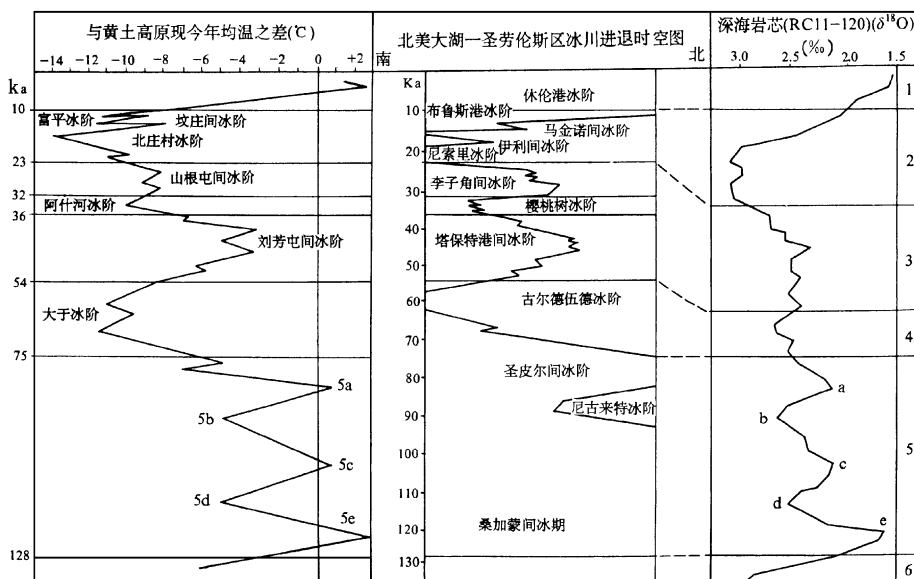 与黄土高原现今年均温之差(℃)
-14 -12 -10 -8 -6 -4 -2 0 +2
ka
10
23
32
36
54
75
128
富平冰阶
坟庄间冰阶
北庄村冰阶
山根屯间冰阶
阿什河冰阶
刘芳屯间冰阶
大于冰阶
5a
5b
5c
5d
5e
北美大湖一圣劳伦斯区冰川进退时空图
南
北
Ka
10
20
30
40
50
60
70
80
90
100
110
120
130
休伦港冰阶
布鲁斯港冰阶
马金诺间冰阶
伊利间冰阶
尼索里冰阶
李子角间冰阶
樱桃树冰阶
塔保特港间冰阶
古尔德伍德冰阶
圣皮尔间冰阶
尼古来特冰阶
桑加蒙间冰期
深海岩芯(RC11-120)(δ¹⁸O)
(‰)
3.0 2.5 2.0 1.5
1
2
3
4
5
6
a
b
c
d
e